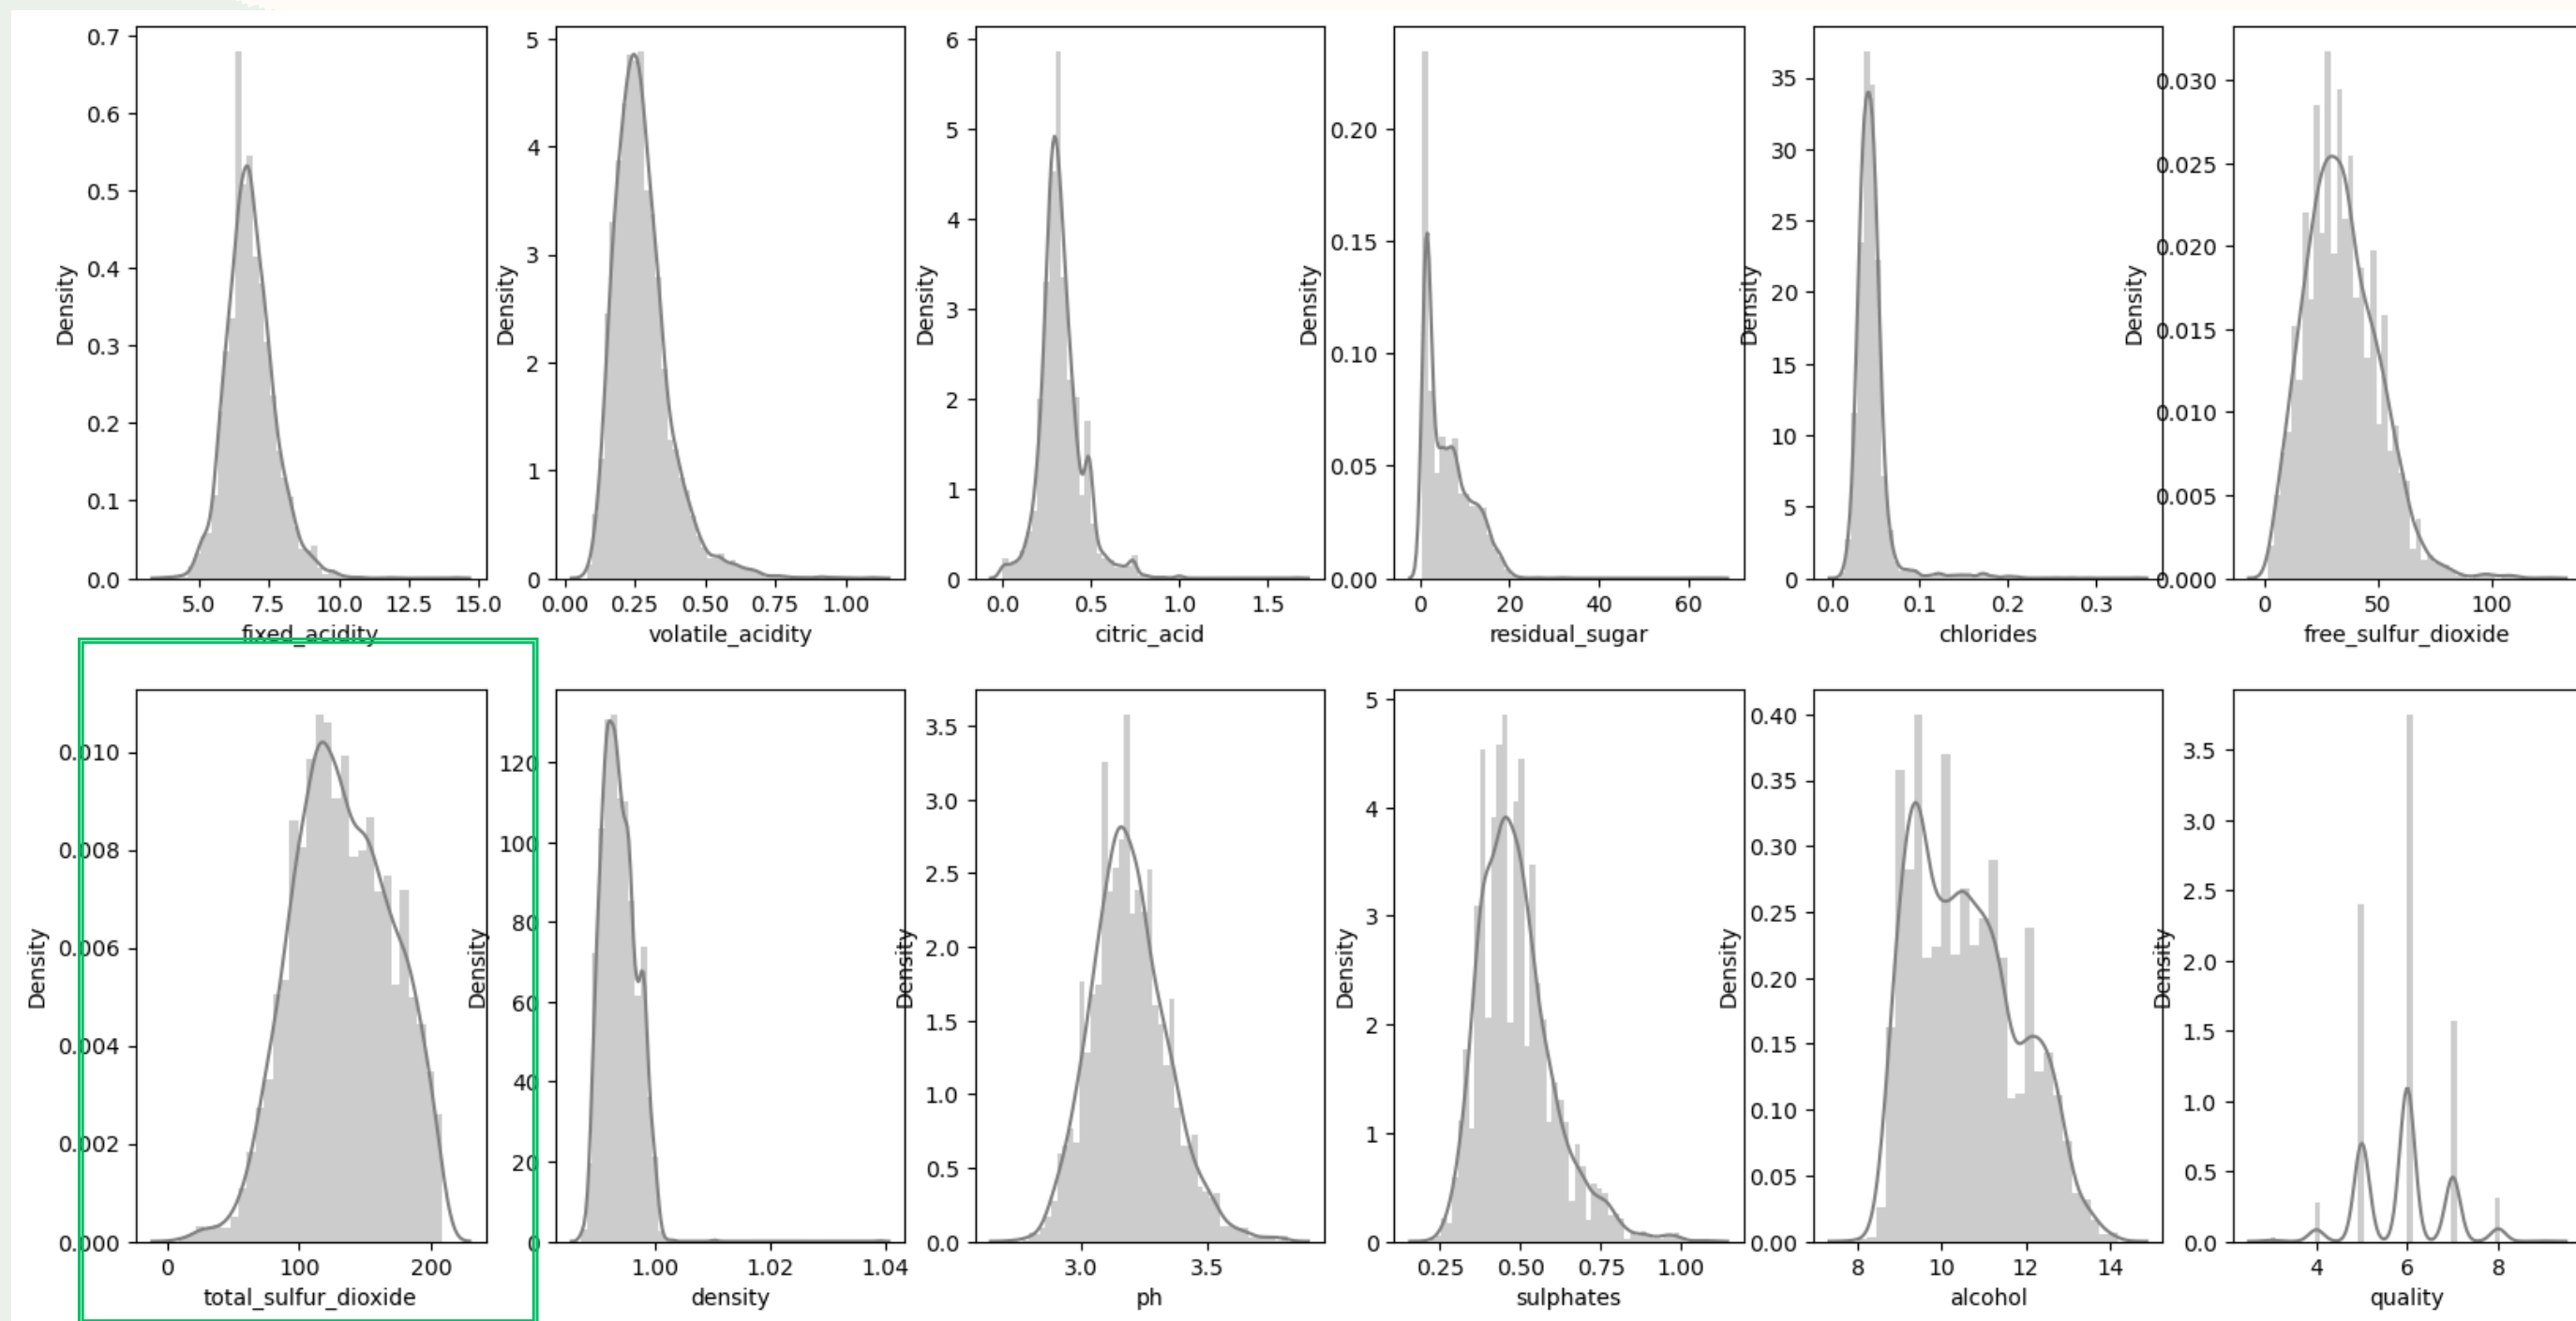 0.7
0.6
0.5
0.4
0.3
0.2
0.1
0.0
Density
5.0 7.5 10.0 12.5 15.0
fixed_acidity
5
4
3
2
1
0
Density
0.00 0.25 0.50 0.75 1.00
volatile_acidity
6
5
4
3
2
1
0
Density
0.0 0.5 1.0 1.5
citric_acid
0.20
0.15
0.10
0.05
0.00
Density
0 20 40 60
residual_sugar
35
30
25
20
15
10
5
0
Density
0.0 0.1 0.2 0.3
chlorides
0.030
0.025
0.020
0.015
0.010
0.005
0.000
Density
0 50 100
free_sulfur_dioxide
0.010
0.008
0.006
0.004
0.002
0.000
Density
0 100 200
total_sulfur_dioxide
120
100
80
60
40
20
0
Density
1.00 1.02 1.04
density
3.5
3.0
2.5
2.0
1.5
1.0
0.5
0.0
Density
3.0 3.5
ph
5
4
3
2
1
0
Density
0.25 0.50 0.75 1.00
sulphates
0.40
0.35
0.30
0.25
0.20
0.15
0.10
0.05
0.00
Density
8 10 12 14
alcohol
3.5
3.0
2.5
2.0
1.5
1.0
0.5
0.0
Density
4 6 8
quality